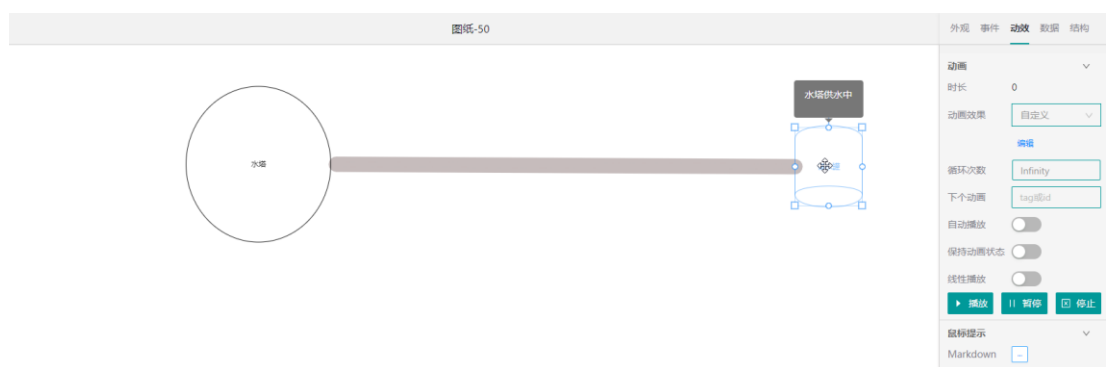 图纸-50
外观 事件 动效 数据 结构
水塔供水中
水塔
动画
时长 0
动画效果 自定义
编辑
循环次数 Infinity
下个动画 tag或id
自动播放
保持动画状态
线性播放
播放 暂停 停止
鼠标提示
Markdown ...